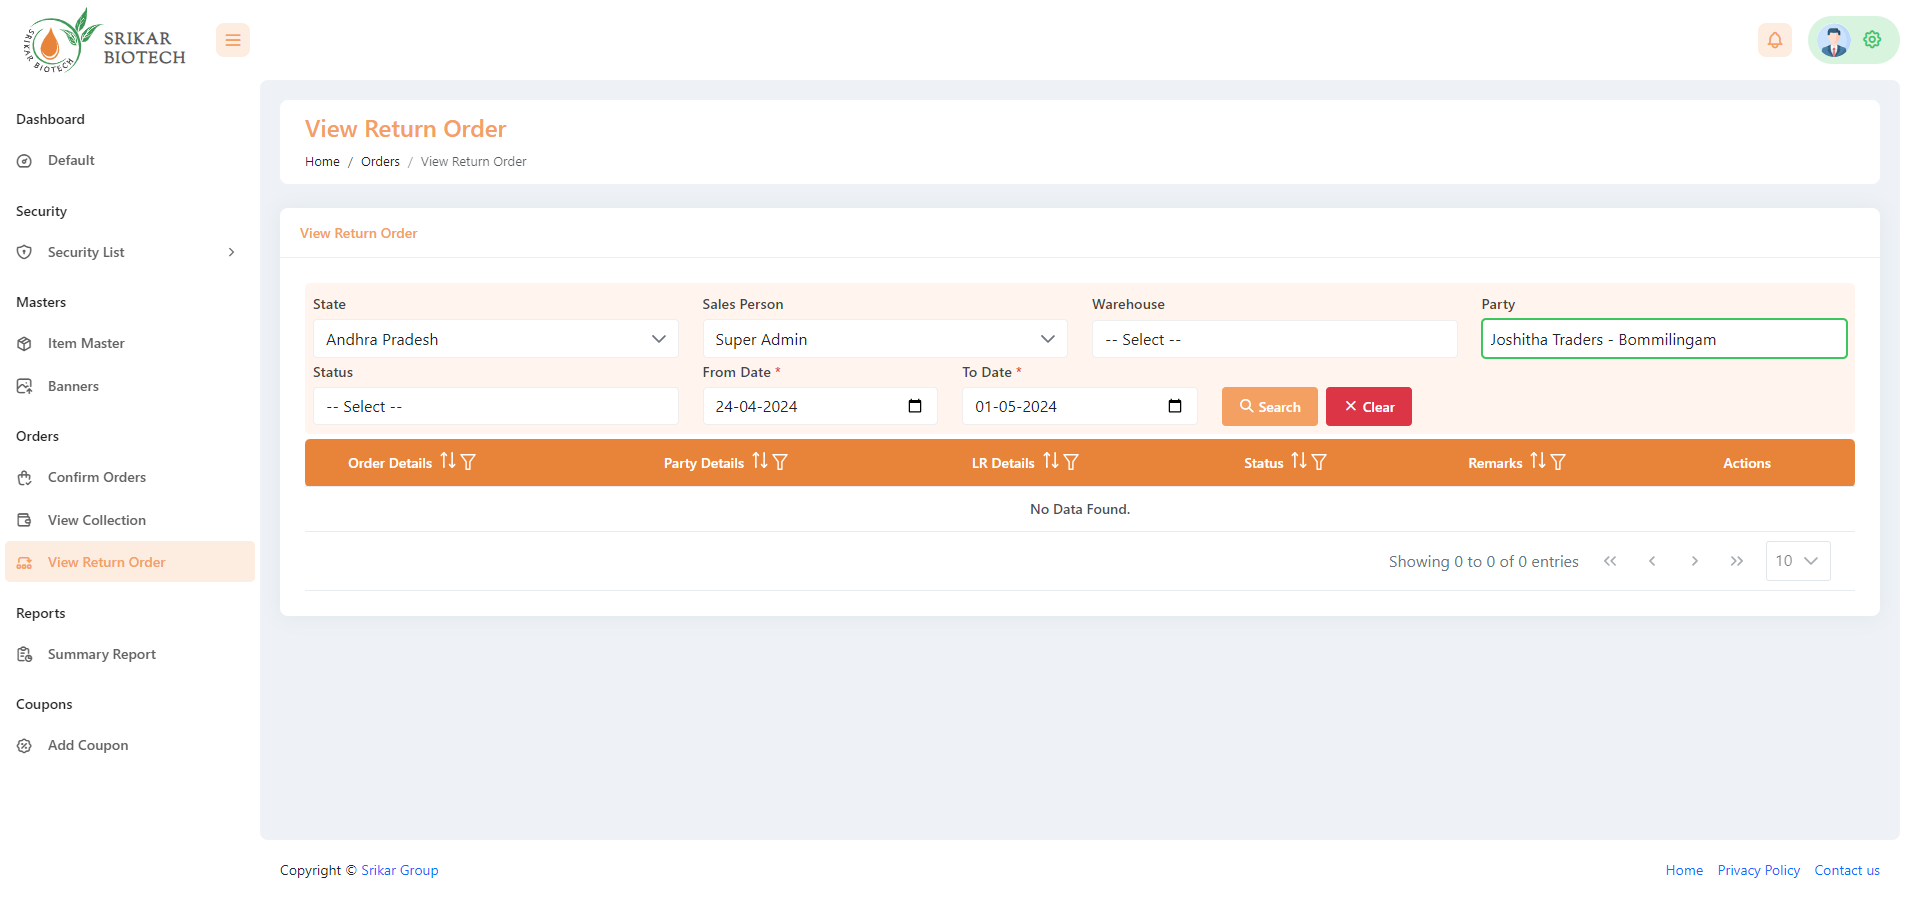 SRIKAR BIOTECH
SRIKAR
BIOTECH
Dashboard
Default
Security
Security List
Masters
Item Master
Banners
Orders
Confirm Orders
View Collection
View Return Order
Reports
Summary Report
Coupons
Add Coupon
View Return Order
Home / Orders / View Return Order
View Return Order
State
Sales Person
Warehouse
Party
Andhra Pradesh
Super Admin
-- Select --
Joshitha Traders - Bommilingam
Status
From Date *
To Date *
-- Select --
24-04-2024
01-05-2024
Search
Clear
Order Details
Party Details
LR Details
Status
Remarks
Actions
No Data Found.
Showing 0 to 0 of 0 entries
10
Copyright © Srikar Group
Home
Privacy Policy
Contact us